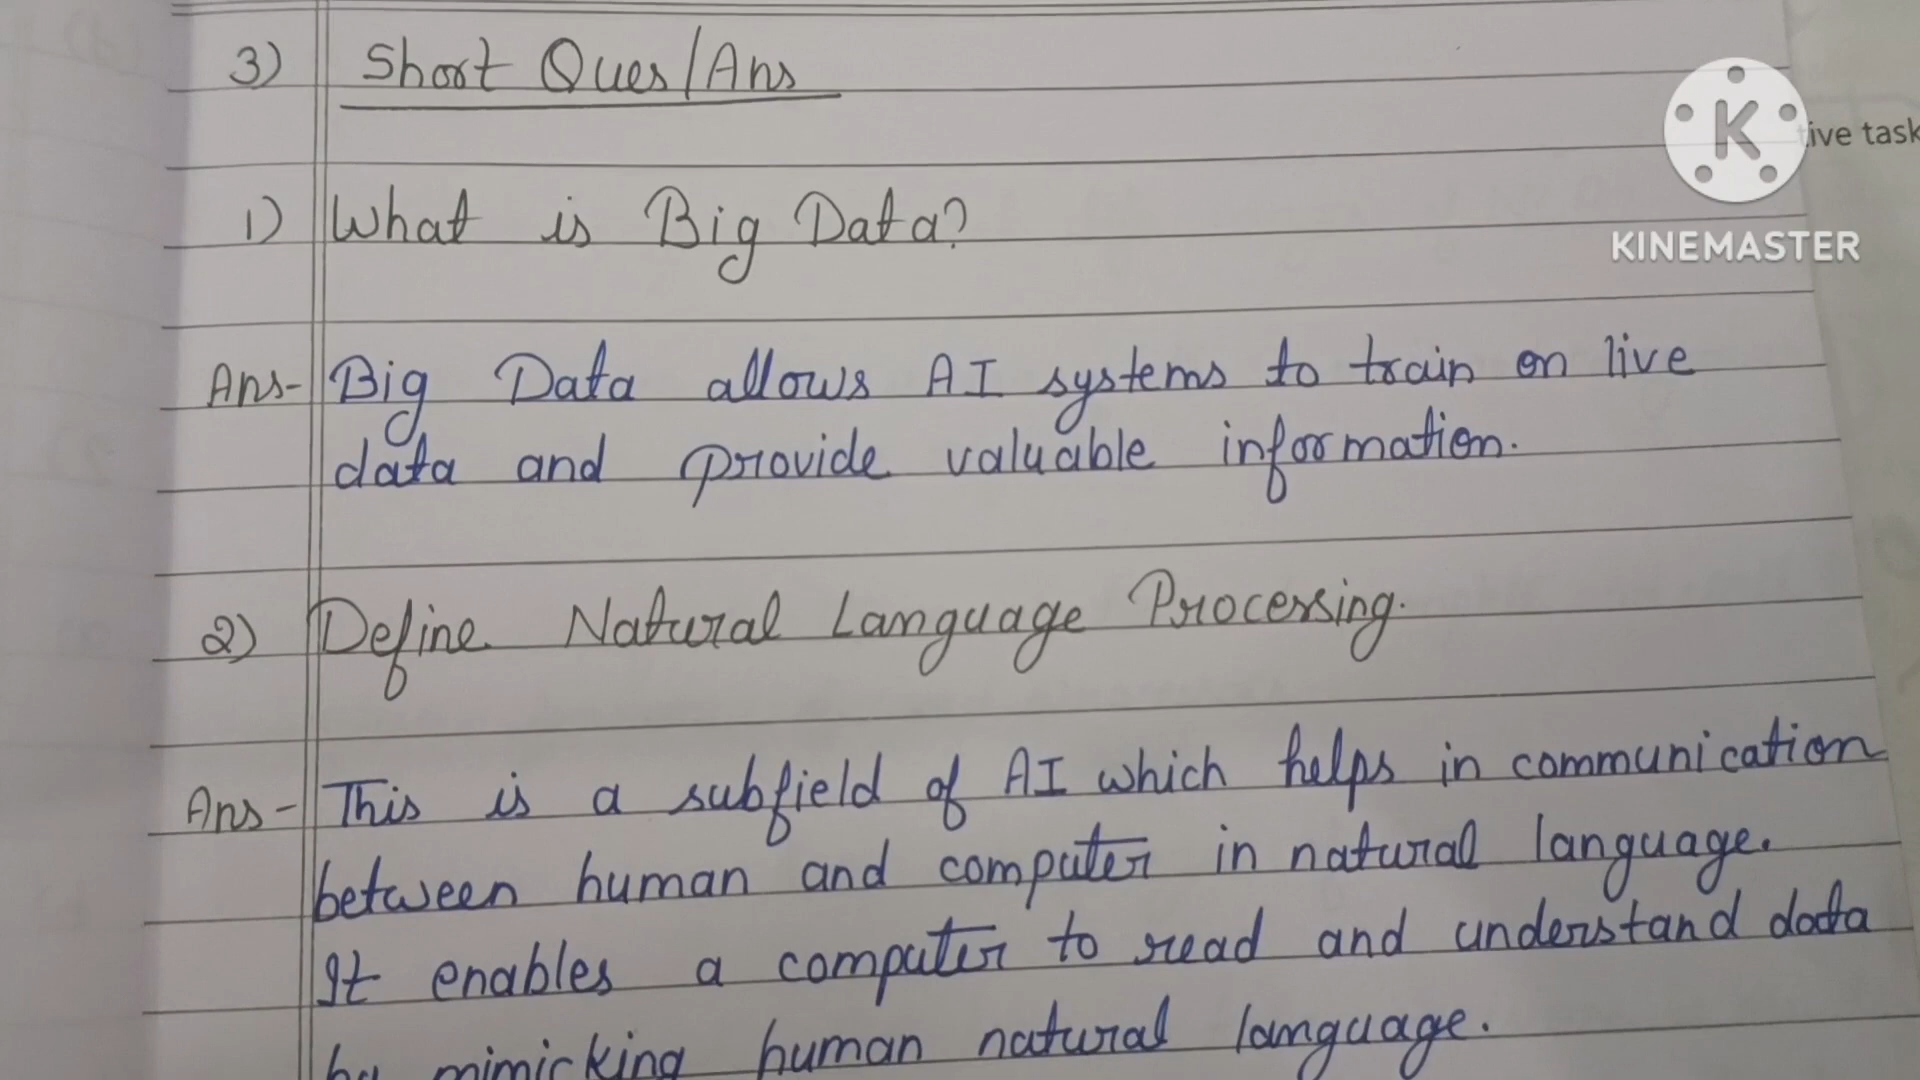 3) Short Ques/Ans
K
tive task
KINEMASTER
1) What is Big Data?
Ans- Big Data allows AI systems to train on live
data and provide valuable information.
2) Define Natural Language Processing.
Ans- This is a subfield of AI which helps in communication
between human and computer in natural language.
It enables a computer to read and understand data
by mimicking human natural language.